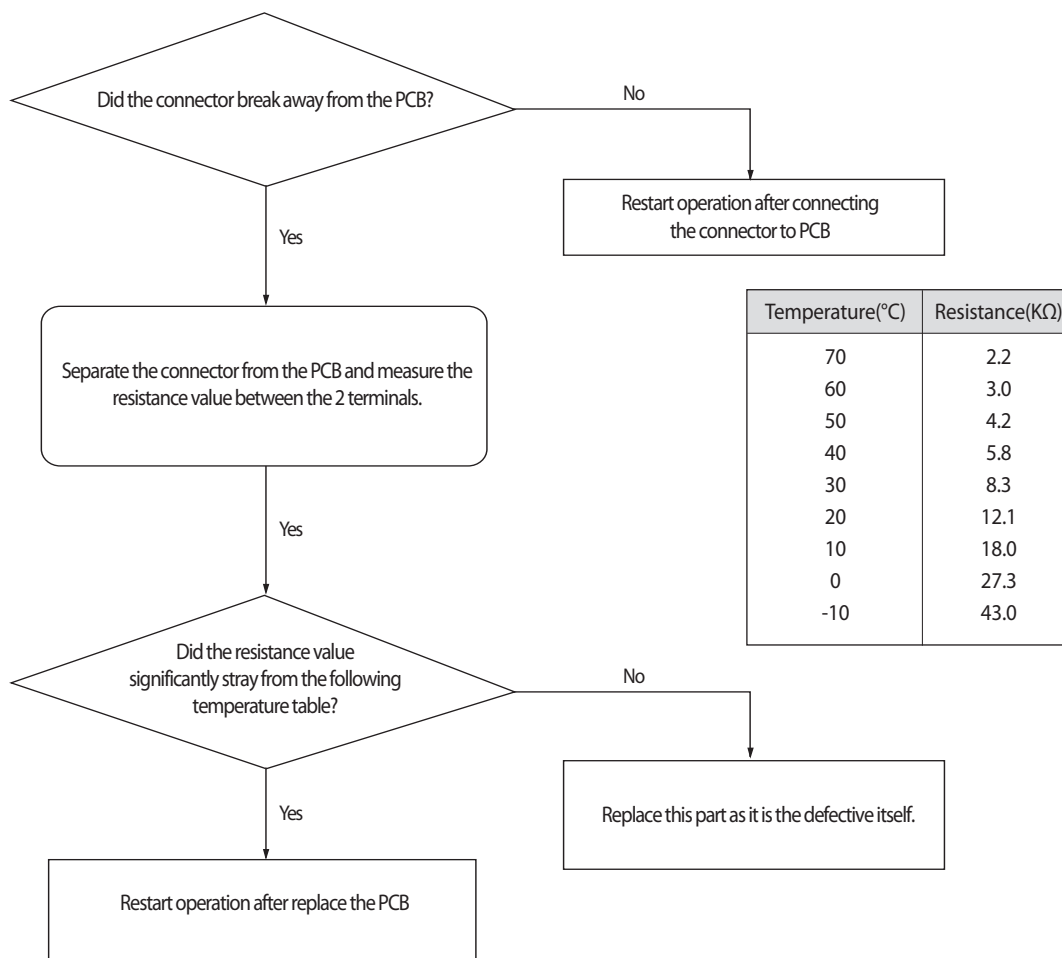 Did the connector break away from the PCB?
No
Restart operation after connecting
the connector to PCB
Yes
Separate the connector from the PCB and measure the
resistance value between the 2 terminals.
Temperature(°C) Resistance(KΩ)
70 2.2
60 3.0
50 4.2
40 5.8
30 8.3
20 12.1
10 18.0
0 27.3
-10 43.0
Yes
Did the resistance value
significantly stray from the following
temperature table?
No
Replace this part as it is the defective itself.
Yes
Restart operation after replace the PCB